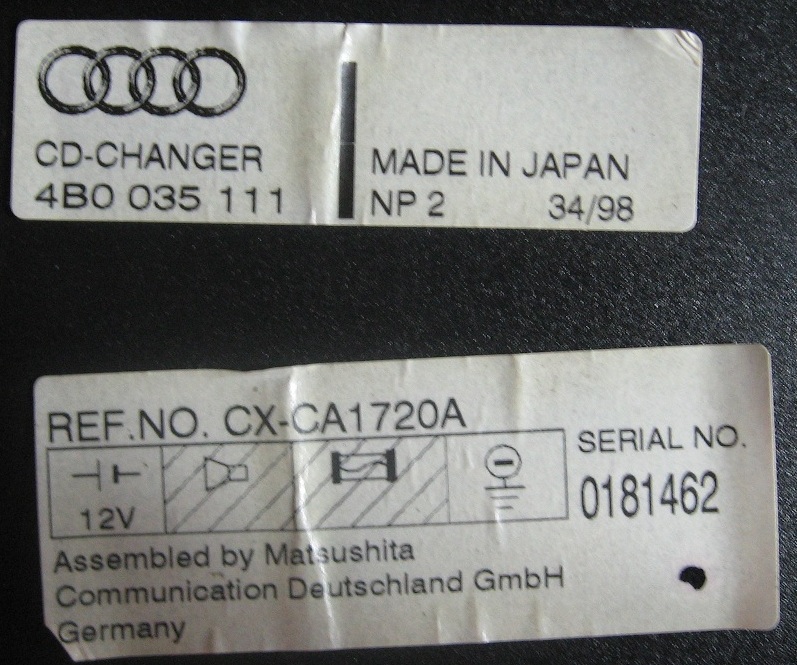 CD-CHANGER
4B0 035 111
MADE IN JAPAN
NP 2 34/98
REF.NO. CX-CA1720A
12V
SERIAL NO.
0181462
Assembled by Matsushita
Communication Deutschland GmbH
Germany